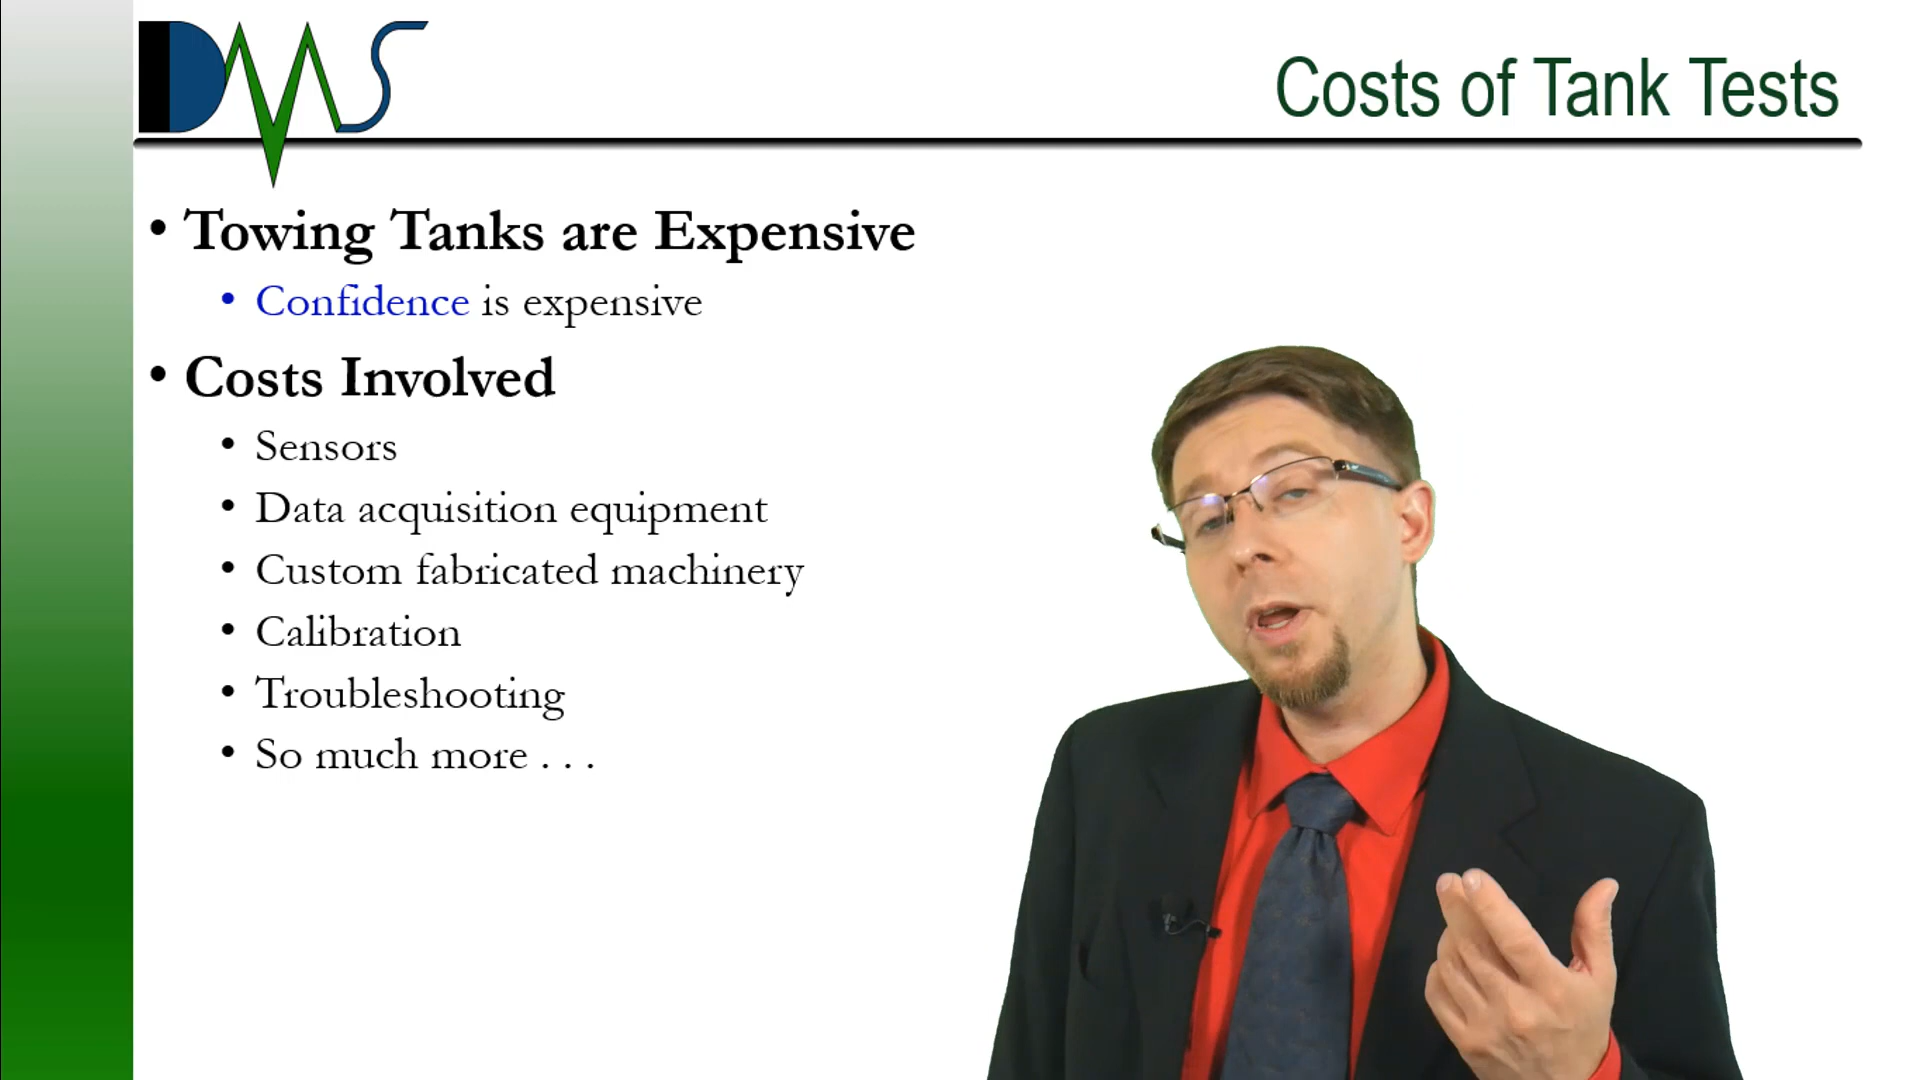 DMS
Costs of Tank Tests
• Towing Tanks are Expensive
• Confidence is expensive
• Costs Involved
• Sensors
• Data acquisition equipment
• Custom fabricated machinery
• Calibration
• Troubleshooting
• So much more . . .